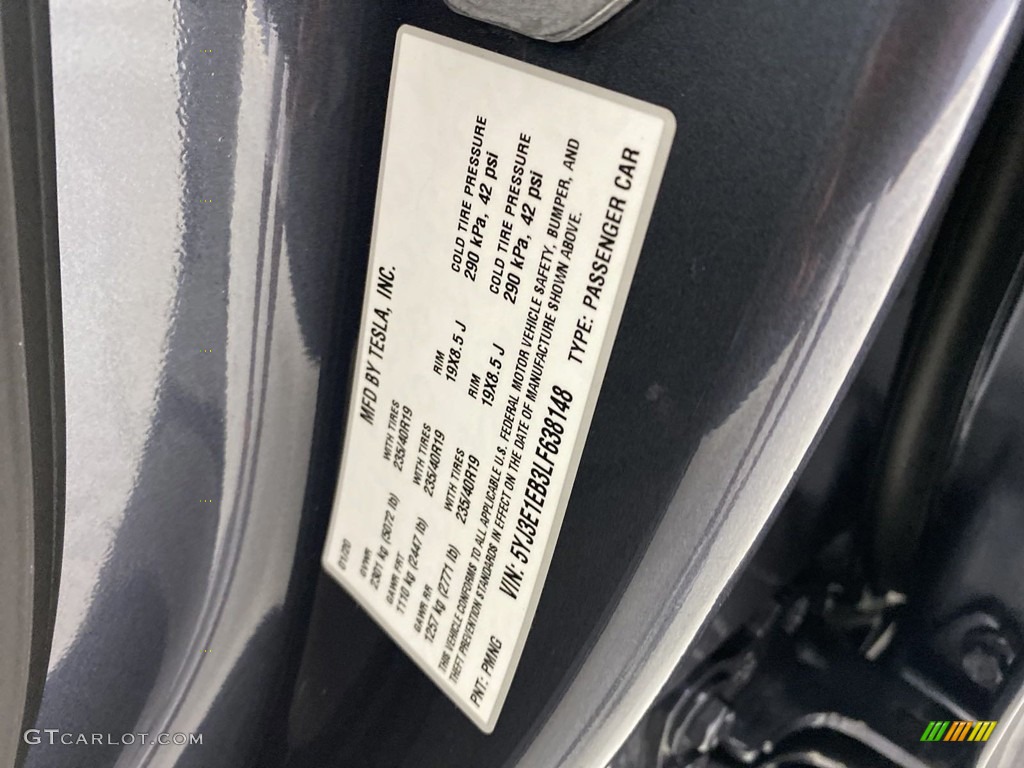 MFD BY TESLA, INC.
01/20
GVWR
2301 kg (5072 lb)
GAWR FRT WITH TIRES RIM COLD TIRE PRESSURE
1110 kg (2447 lb) 235/40R19 19X8.5 J 290 kPa, 42 psi
GAWR RR WITH TIRES RIM COLD TIRE PRESSURE
1257 kg (2771 lb) 235/40R19 19X8.5 J 290 kPa, 42 psi
WITH TIRES
235/40R19
THIS VEHICLE CONFORMS TO ALL APPLICABLE U.S. FEDERAL MOTOR VEHICLE SAFETY, BUMPER, AND
THEFT PREVENTION STANDARDS IN EFFECT ON THE DATE OF MANUFACTURE SHOWN ABOVE.
PNT: PMNG VIN: 5YJ3E1EB3LF638148 TYPE: PASSENGER CAR
GTCARLOT.COM